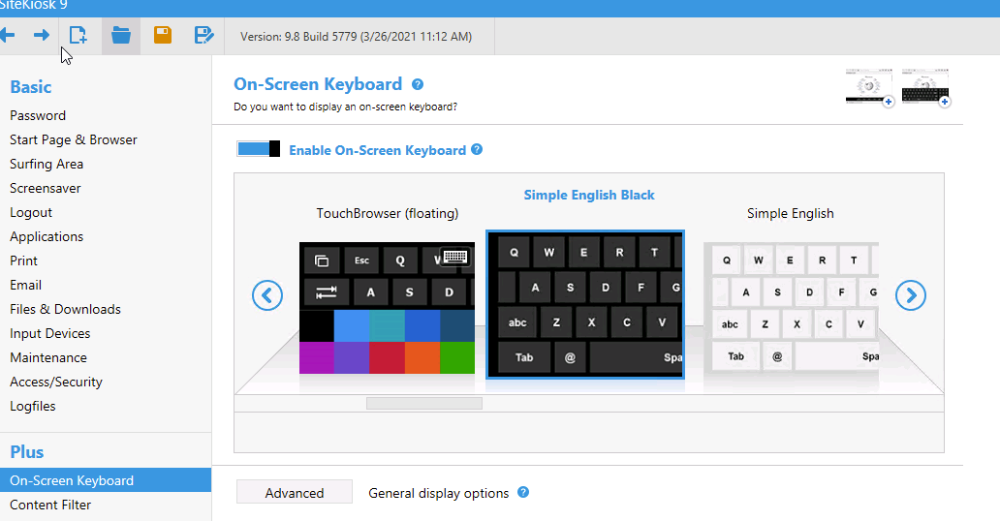 SiteKiosk 9
Version: 9.8 Build 5779 (3/26/2021 11:12 AM)
Basic
Password
Start Page & Browser
Surfing Area
Screensaver
Logout
Applications
Print
Email
Files & Downloads
Input Devices
Maintenance
Access/Security
Logfiles
Plus
On-Screen Keyboard
Content Filter
On-Screen Keyboard ?
Do you want to display an on-screen keyboard?
Enable On-Screen Keyboard ?
TouchBrowser (floating)
Esc Q W
A S D
Simple English Black
Q W E R T
A S D F G
abc Z X C V
Tab @ Spa
Simple English
Q W E R T
A S D F G
abc Z X C V
Tab @ Spa
Advanced General display options ?